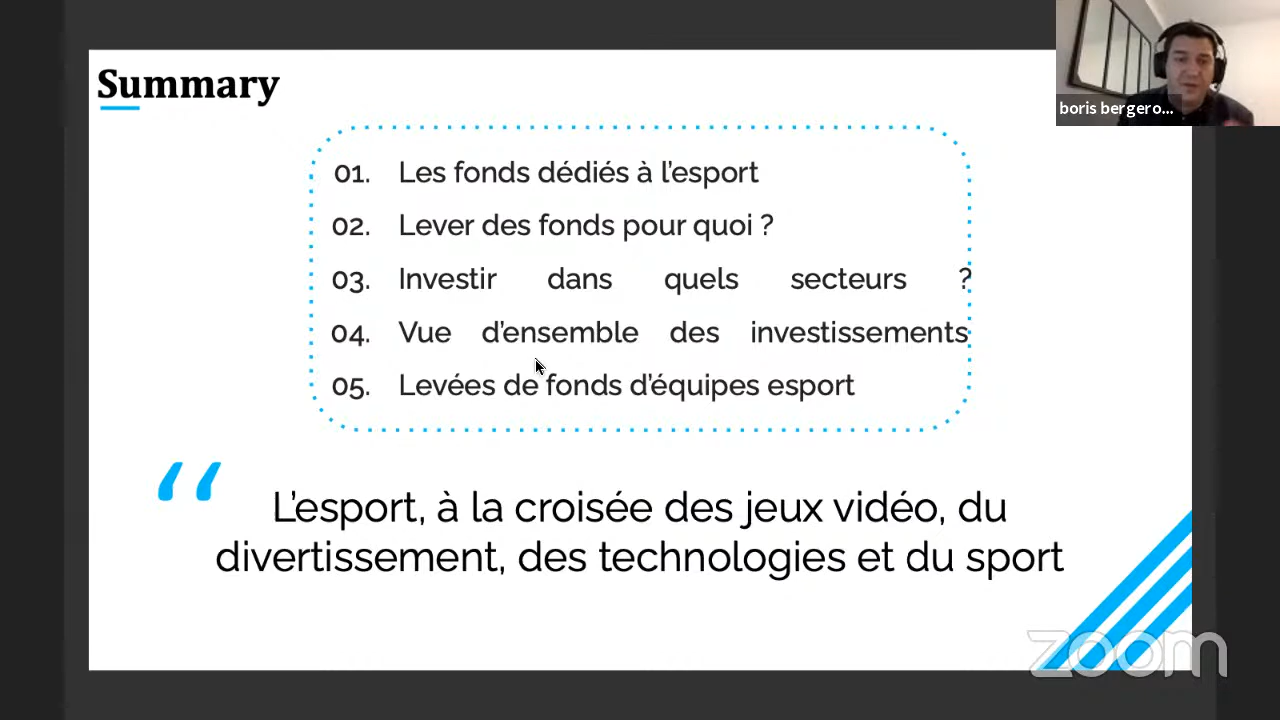 Summary
boris bergero...
01. Les fonds dédiés à l’esport
02. Lever des fonds pour quoi ?
03. Investir dans quels secteurs ?
04. Vue d’ensemble des investissements
05. Levées de fonds d’équipes esport
“
L’esport, à la croisée des jeux vidéo, du
divertissement, des technologies et du sport
zoom